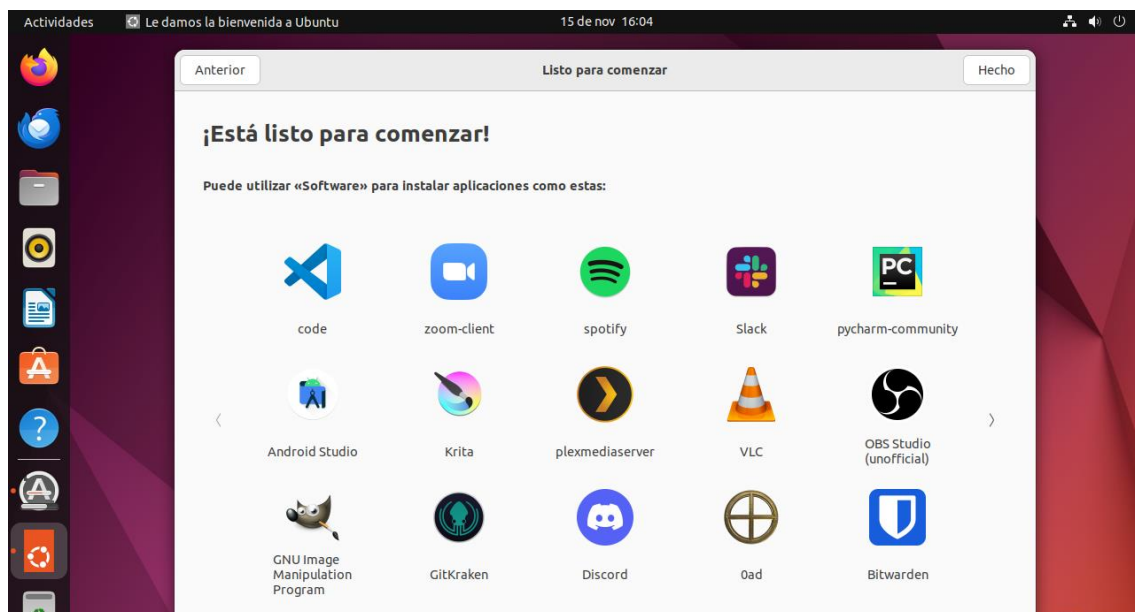 Actividades Le damos la bienvenida a Ubuntu 15 de nov 16:04
Anterior Listo para comenzar Hecho
¡Está listo para comenzar!
Puede utilizar «Software» para instalar aplicaciones como estas:
PC
code zoom-client spotify Slack pycharm-community
Android Studio Krita plexmediaserver VLC OBS Studio
(unofficial)
GNU Image
Manipulation
Program
GitKraken Discord 0ad Bitwarden